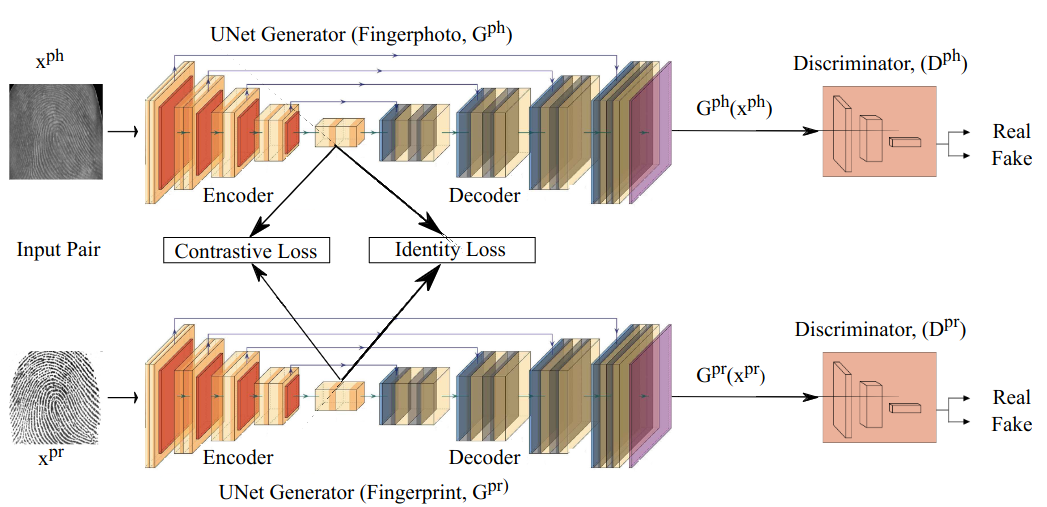 UNet Generator (Fingerphoto, G^ph)
x^ph
Discriminator, (D^ph)
G^ph(x^ph)
Real
Fake
Encoder
Decoder
Input Pair
Contrastive Loss
Identity Loss
Discriminator, (D^pr)
G^pr(x^pr)
Real
Fake
x^pr
Encoder
Decoder
UNet Generator (Fingerprint, G^pr)